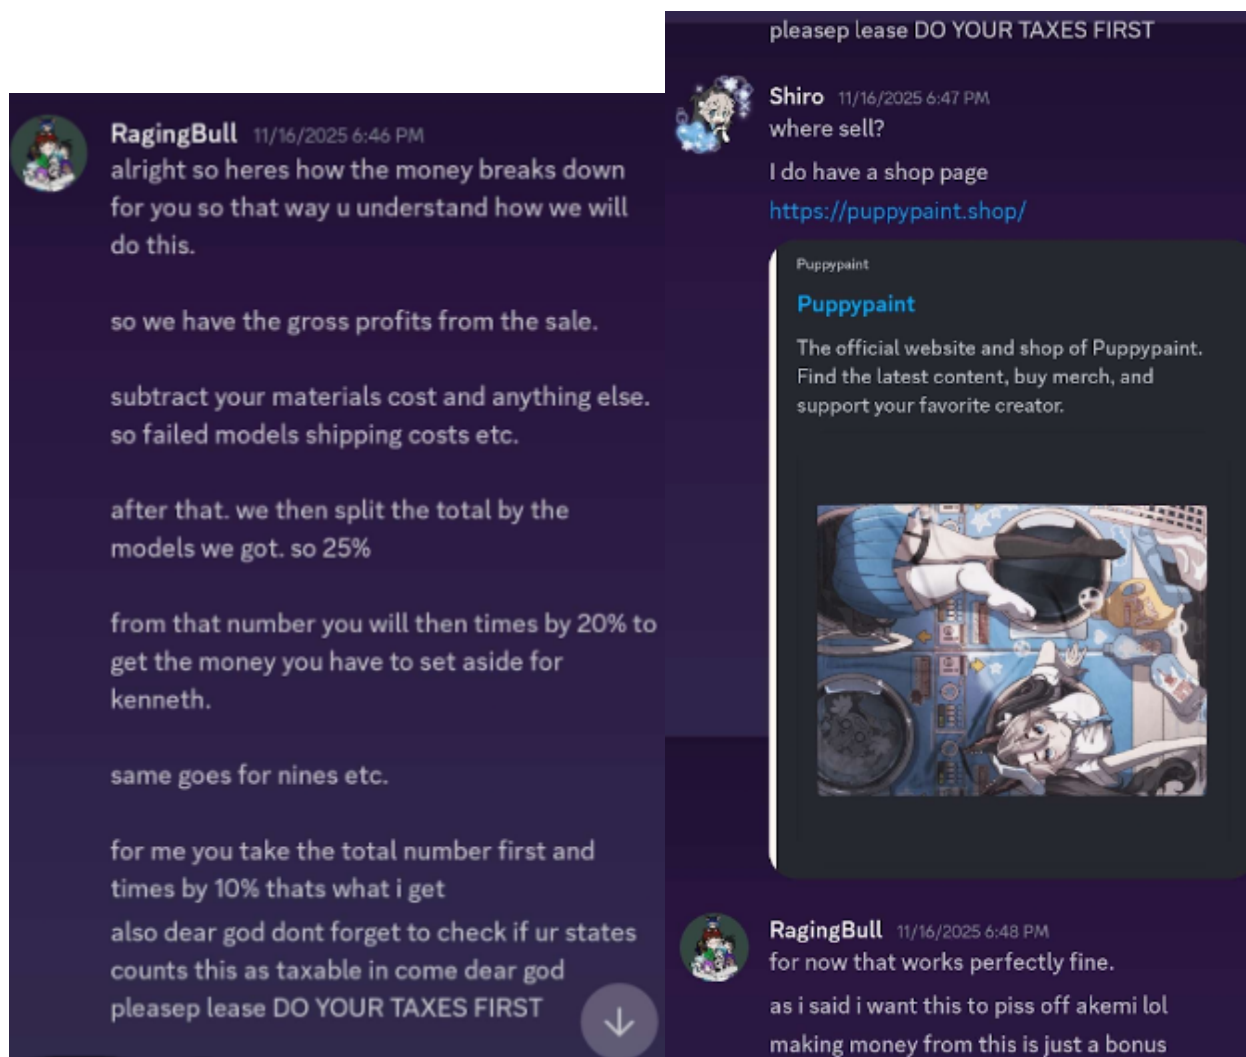 RagingBull 11/16/2025 6:46 PM
alright so heres how the money breaks down
for you so that way u understand how we will
do this.
so we have the gross profits from the sale.
subtract your materials cost and anything else.
so failed models shipping costs etc.
after that. we then split the total by the
models we got. so 25%
from that number you will then times by 20% to
get the money you have to set aside for
kenneth.
same goes for nines etc.
for me you take the total number first and
times by 10% thats what i get
also dear god dont forget to check if ur states
counts this as taxable in come dear god
pleasep lease DO YOUR TAXES FIRST
pleasep lease DO YOUR TAXES FIRST
Shiro 11/16/2025 6:47 PM
where sell?
I do have a shop page
https://puppypaint.shop/
Puppypaint
Puppypaint
The official website and shop of Puppypaint.
Find the latest content, buy merch, and
support your favorite creator.
RagingBull 11/16/2025 6:48 PM
for now that works perfectly fine.
as i said i want this to piss off akemi lol
making money from this is just a bonus